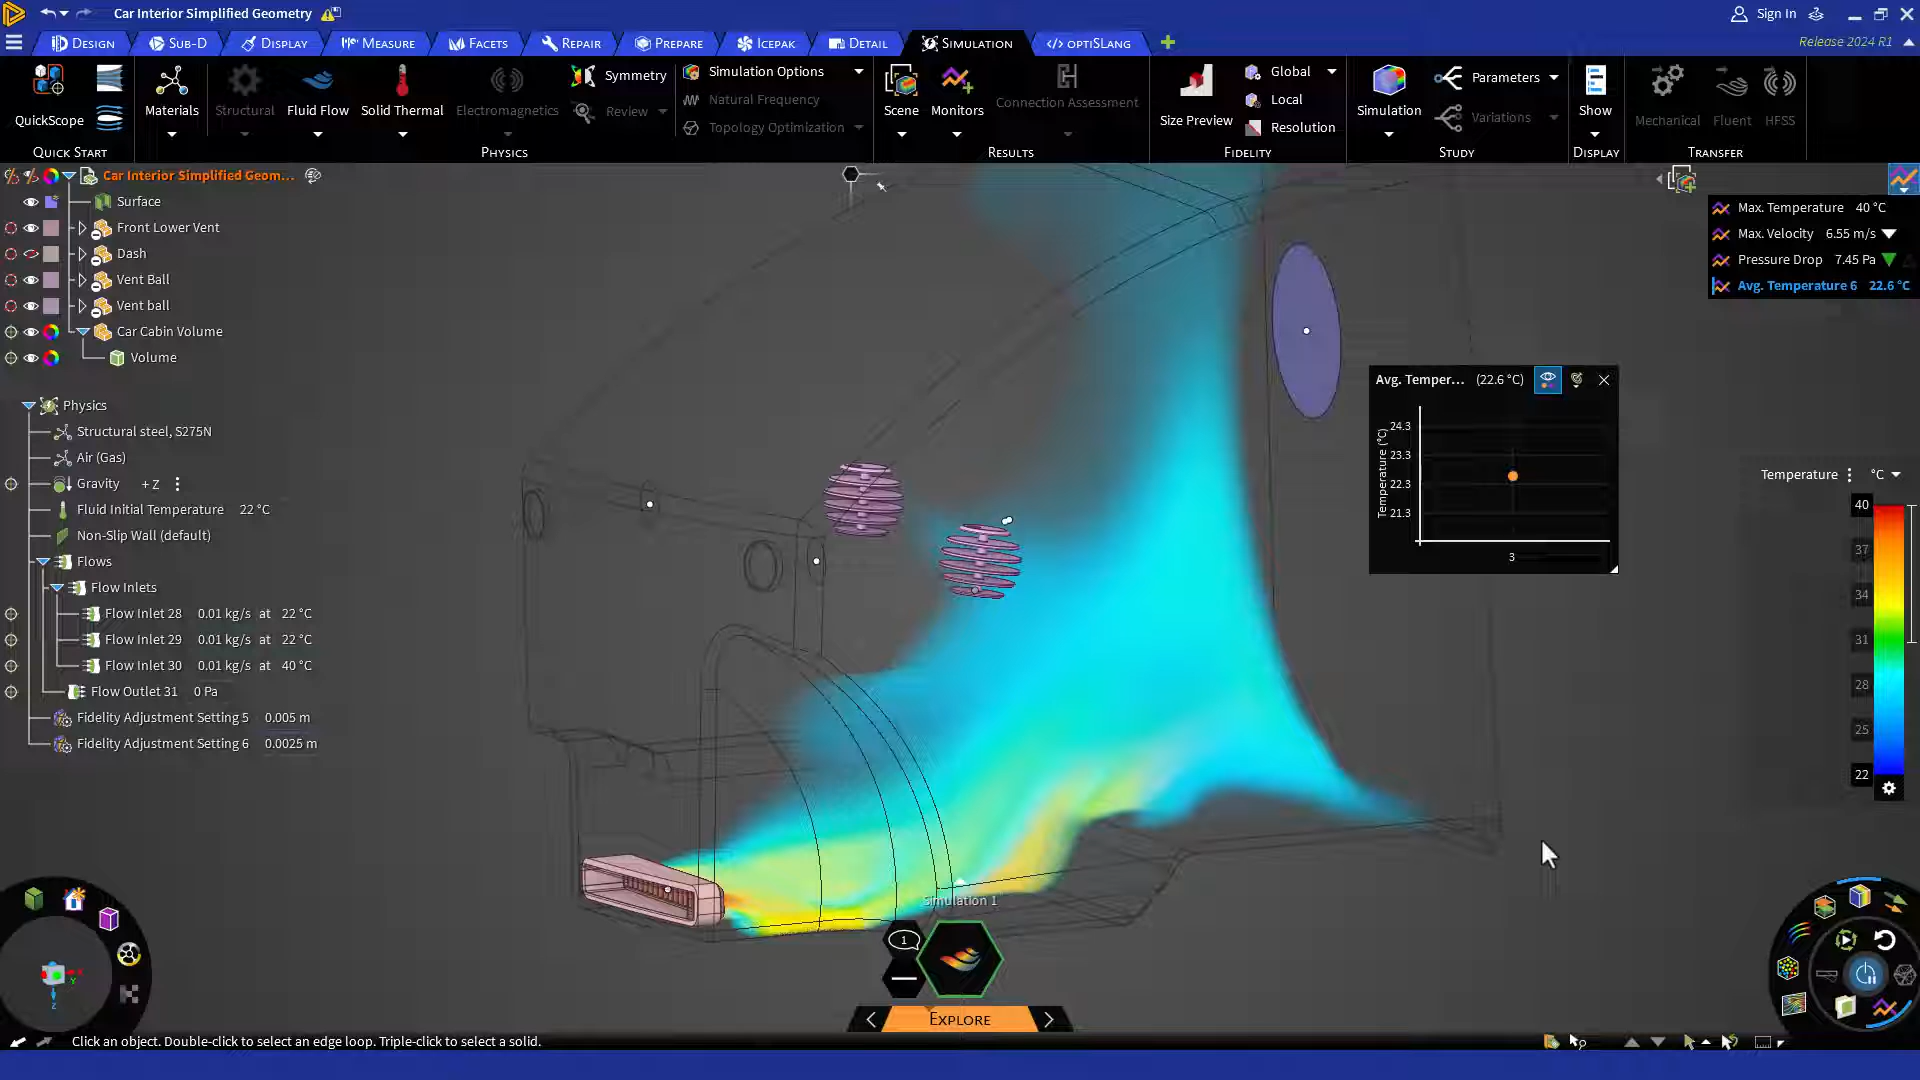 Car Interior Simplified Geometry
Sign In
Design
Sub-D
Display
Measure
Facets
Repair
Prepare
Icepak
Detail
Simulation
optiSLang
Release 2024 R1
QuickScope
Quick Start
Materials
Structural
Fluid Flow
Solid Thermal
Electromagnetics
Symmetry
Review
Physics
Simulation Options
Natural Frequency
Topology Optimization
Scene
Monitors
Connection Assessment
Results
Size Preview
Global
Local
Resolution
Fidelity
Simulation
Parameters
Variations
Study
Show
Display
Mechanical
Fluent
HFSS
Transfer
Car Interior Simplified Geom...
Surface
Front Lower Vent
Dash
Vent Ball
Vent ball
Car Cabin Volume
Volume
Physics
Structural steel, S275N
Air (Gas)
Gravity +Z
Fluid Initial Temperature 22 °C
Non-Slip Wall (default)
Flows
Flow Inlets
Flow Inlet 28 0.01 kg/s at 22 °C
Flow Inlet 29 0.01 kg/s at 22 °C
Flow Inlet 30 0.01 kg/s at 40 °C
Flow Outlet 31 0 Pa
Fidelity Adjustment Setting 5 0.005 m
Fidelity Adjustment Setting 6 0.0025 m
Max. Temperature 40 °C
Max. Velocity 6.55 m/s
Pressure Drop 7.45 Pa
Avg. Temperature 6 22.6 °C
Avg. Temper... (22.6 °C)
Temperature (°C)
24.3
23.3
22.3
21.3
3
Temperature °C
40
37
34
31
28
25
22
Simulation 1
1
Explore
X
Y
Z
Click an object. Double-click to select an edge loop. Triple-click to select a solid.